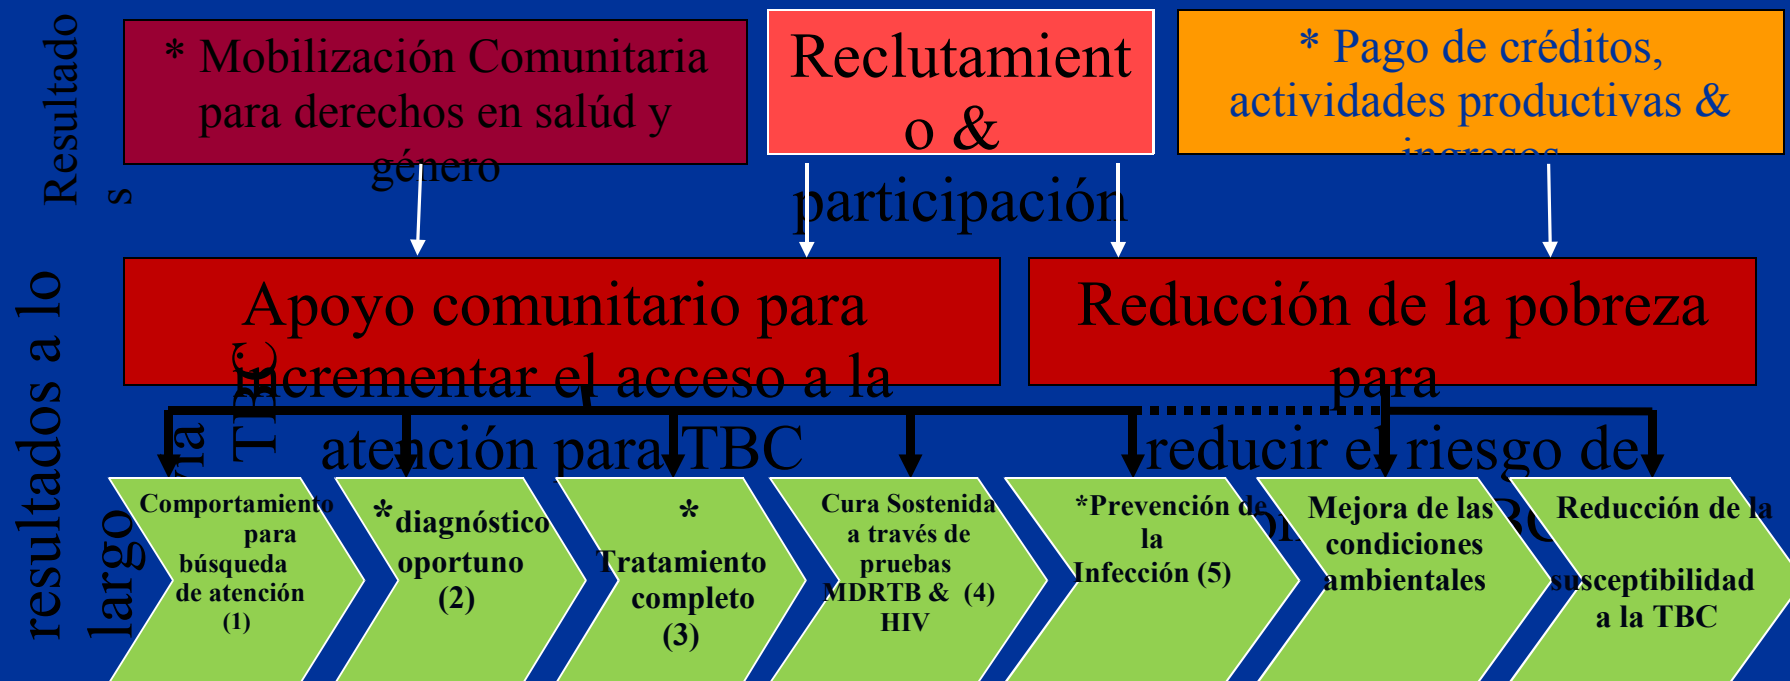 Resultado
s
* Mobilización Comunitaria
para derechos en salúd y
género
Reclutamient
o &
participación
* Pago de créditos,
actividades productivas &
ingresos
resultados a lo
largo
TBC
Apoyo comunitario para
incrementar el acceso a la
atención para TBC
Reducción de la pobreza
para
reducir el riesgo de
Comportamiento
para
búsqueda
de atención
(1)
*diagnóstico
oportuno
(2)
*
Tratamiento
completo
(3)
Cura Sostenida
a través de
pruebas
MDRTB & (4)
HIV
*Prevención de
la
Infección (5)
Mejora de las
condiciones
ambientales
Reducción de la
susceptibilidad
a la TBC